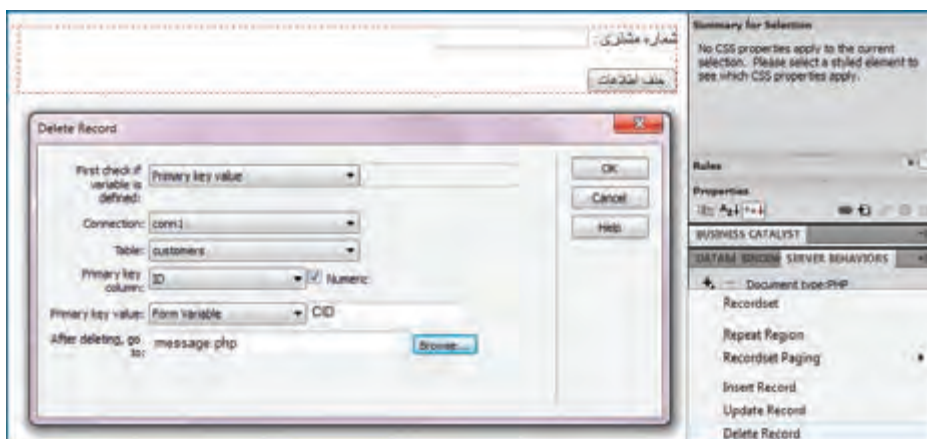 شماره مشتری:
حذف اطلاعات
Delete Record
First check if variable is defined:
Primary key value
Connection:
conn1
Table:
customers
Primary key column:
ID
Numeric
Primary key value:
Form Variable
CID
After deleting, go to:
message.php
Browse...
OK
Cancel
Help
Summary for Selection
No CSS properties apply to the current
selection. Please select a styled element to
see which CSS properties apply.
Rules
Properties
BUSINESS CATALYST
SERVER BEHAVIORS
Document type:PHP
Recordset
Repeat Region
Recordset Paging
Insert Record
Update Record
Delete Record